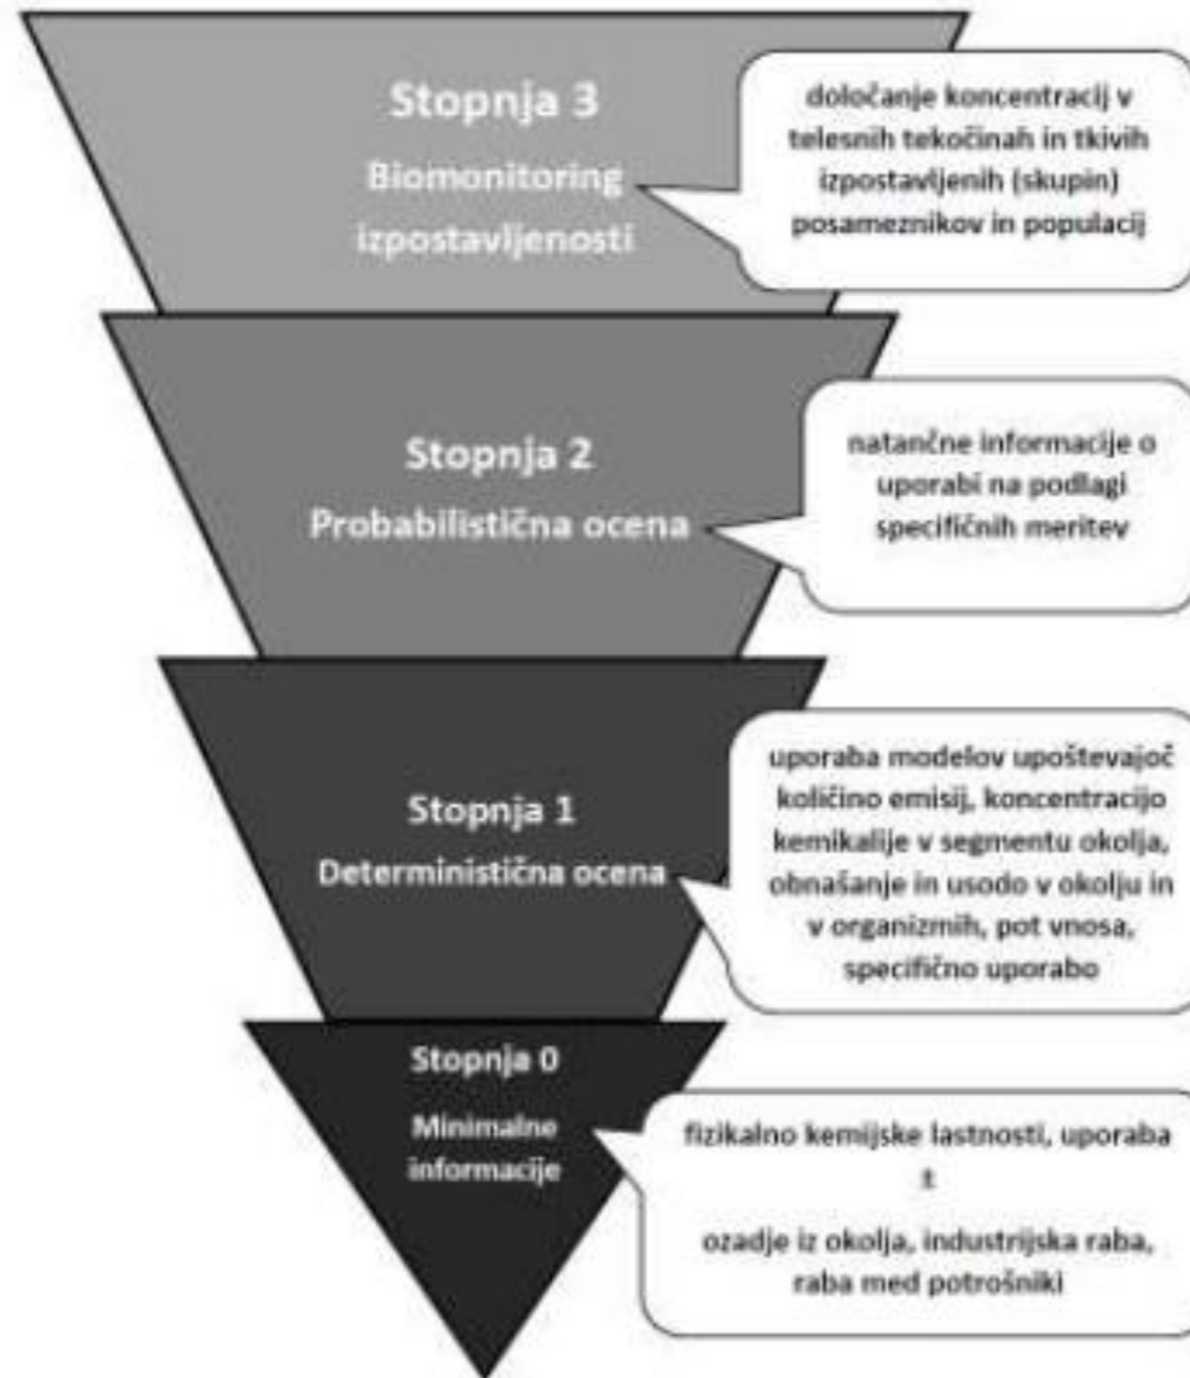 Stopnja 3
Biomonitoring
izpostavljenosti
določanje koncentracij v
telesnih tekočinah in tkivih
izpostavljenih (skupin)
posameznikov in populacij
Stopnja 2
Probabilistična ocena
natančne informacije o
uporabi na podlagi
specifičnih meritev
Stopnja 1
Deterministična ocena
uporaba modelov upoštevajoč
količino emisij, koncentracijo
kemikalije v segmentu okolja,
obnašanje in usodo v okolju in
v organizmih, pot vnosa,
specifično uporabo
Stopnja 0
Minimalne
informacije
fizikalno kemijske lastnosti, uporaba
±
ozadje iz okolja, industrijska raba,
raba med potrošniki